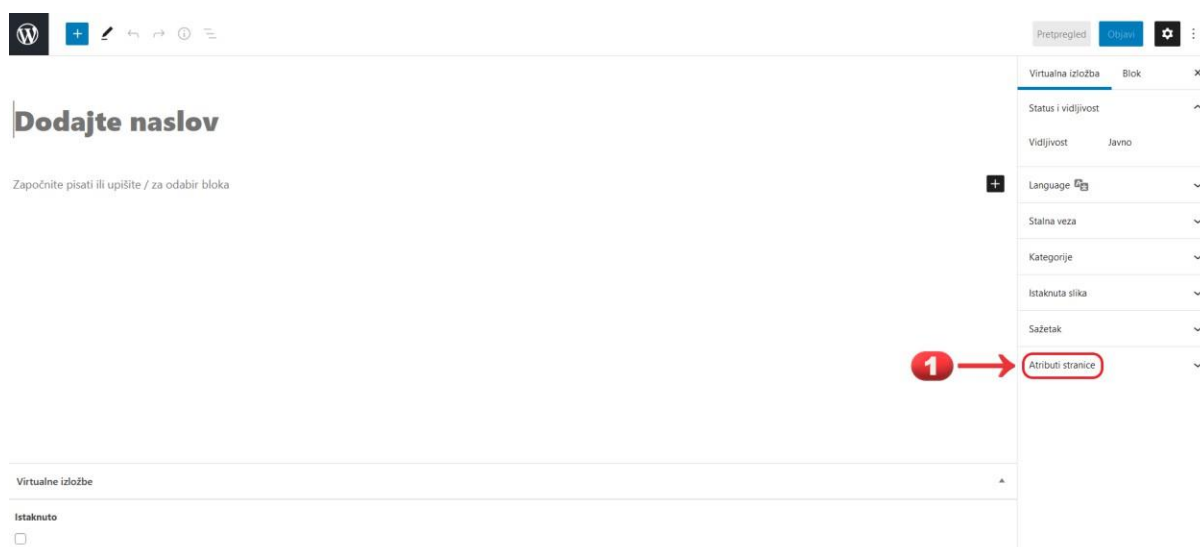 Pretpregled Objavi
Virtualna izložba Blok
Dodajte naslov
Status i vidljivost
Vidljivost Javno
Započnite pisati ili upišite / za odabir bloka
Language
Stalna veza
Kategorije
Istaknuta slika
Sažetak
1
Atributi stranice
Virtualne izložbe
Istaknuto